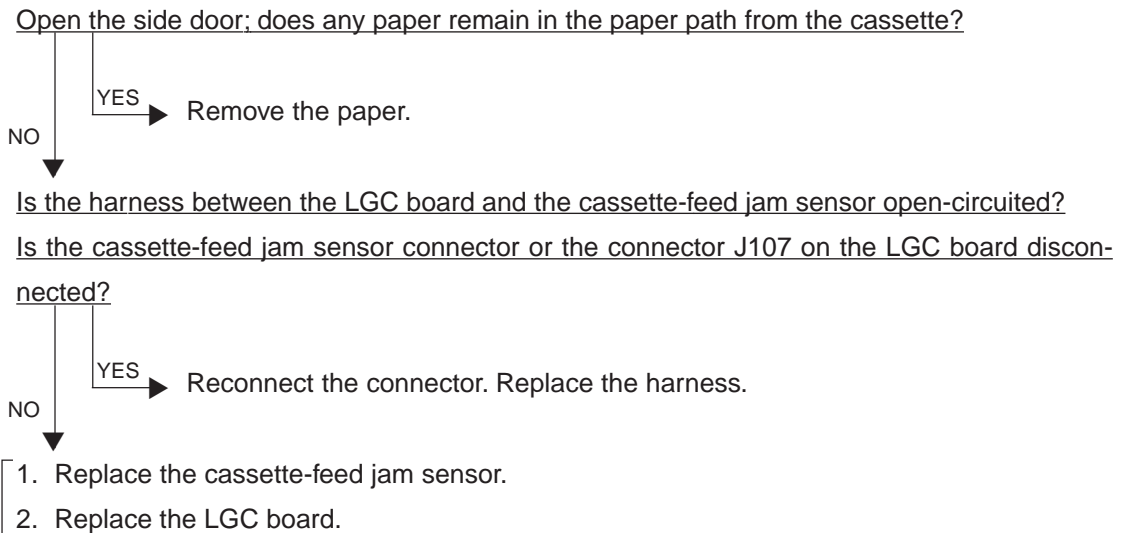 Open the side door; does any paper remain in the paper path from the cassette?
YES
Remove the paper.
NO
Is the harness between the LGC board and the cassette-feed jam sensor open-circuited?
Is the cassette-feed jam sensor connector or the connector J107 on the LGC board discon-
nected?
YES
Reconnect the connector. Replace the harness.
NO
1. Replace the cassette-feed jam sensor.
2. Replace the LGC board.